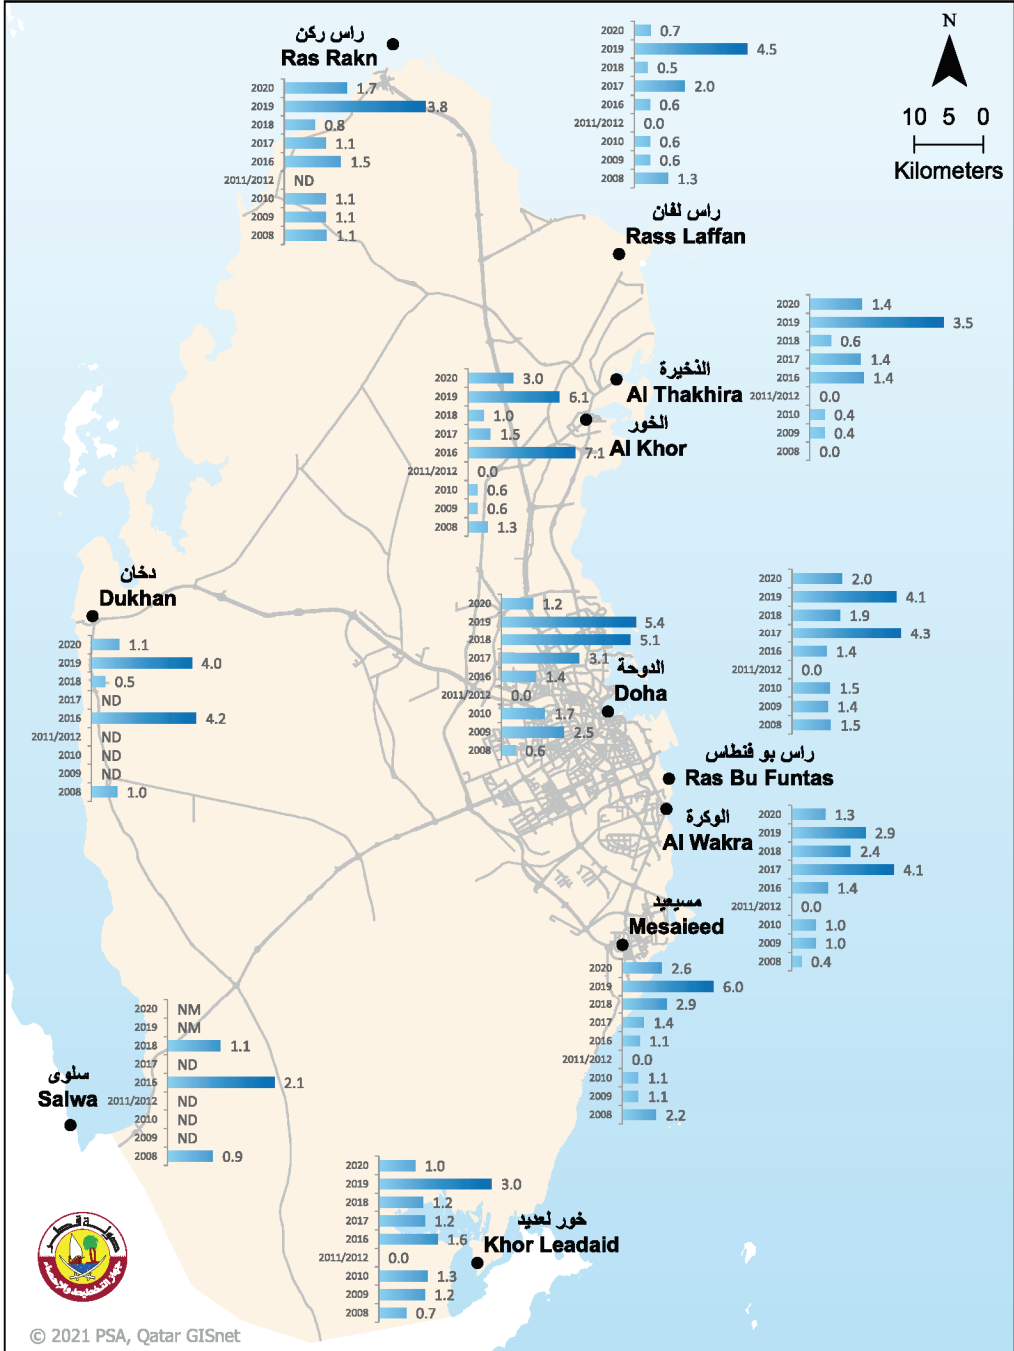 راس ركن
Ras Rakn
2020 1.7
2019 3.8
2018 0.8
2017 1.1
2016 1.5
2011/2012 ND
2010 1.1
2009 1.1
2008 1.1
2020 0.7
2019 4.5
2018 0.5
2017 2.0
2016 0.6
2011/2012 0.0
2010 0.6
2009 0.6
2008 1.3
N
10 5 0
Kilometers
راس لفان
Rass Laffan
2020 1.4
2019 3.5
2018 0.6
2017 1.4
2016 1.4
2011/2012 0.0
2010 0.4
2009 0.4
2008 0.0
الذخيرة
Al Thakhira
الخور
Al Khor
2020 3.0
2019 6.1
2018 1.0
2017 1.5
2016 7.1
2011/2012 0.0
2010 0.6
2009 0.6
2008 1.3
دخان
Dukhan
2020 1.1
2019 4.0
2018 0.5
2017 ND
2016 4.2
2011/2012 ND
2010 ND
2009 ND
2008 1.0
2020 1.2
2019 5.4
2018 5.1
2017 3.1
2016 1.4
2011/2012 0.0
2010 1.7
2009 2.5
2008 0.6
الدوحة
Doha
2020 2.0
2019 4.1
2018 1.9
2017 4.3
2016 1.4
2011/2012 0.0
2010 1.5
2009 1.4
2008 1.5
راس بو فنطاس
Ras Bu Funtas
الوكرة
Al Wakra
2020 1.3
2019 2.9
2018 2.4
2017 4.1
2016 1.4
2011/2012 0.0
2010 1.0
2009 1.0
2008 0.4
مسيعيد
Mesaieed
2020 2.6
2019 6.0
2018 2.9
2017 1.4
2016 1.1
2011/2012 0.0
2010 1.1
2009 1.1
2008 2.2
سلوى
Salwa
2020 NM
2019 NM
2018 1.1
2017 ND
2016 2.1
2011/2012 ND
2010 ND
2009 ND
2008 0.9
2020 1.0
2019 3.0
2018 1.2
2017 1.2
2016 1.6
2011/2012 0.0
2010 1.3
2009 1.2
2008 0.7
خور لعديد
Khor Leadaid
دولة قطر
جهاز التخطيط والإحصاء
© 2021 PSA, Qatar GISnet